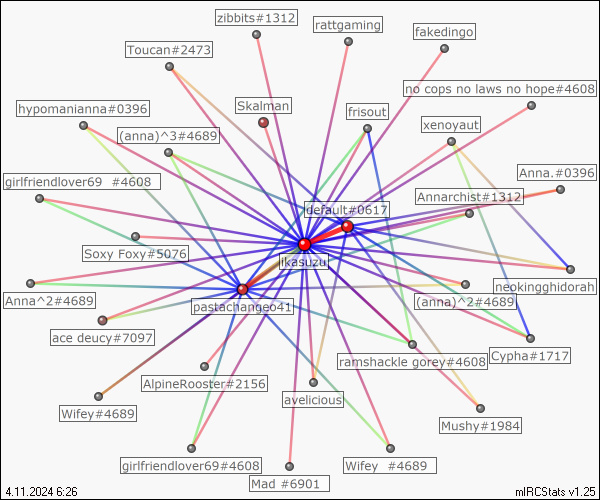 zibbits#1312
rattgaming
fakedingo
Toucan#2473
no cops no laws no hope#4608
hypomanianna#0396
Skalman
frisout
(anna)^3#4689
xenoyaut
girlfriendlover69 #4608
Anna.#0396
Annarchist#1312
default#0617
Soxy Foxy#5076
ikasuzu
neokingghidorah
Anna^2#4689
pastachangeo41
(anna)^2#4689
ace deucy#7097
ramshackle gorey#4608
Cypha#1717
AlpineRooster#2156
avelicious
Wifey#4689
Mushy#1984
girlfriendlover69#4608
Wifey #4689
Mad #6901
4.11.2024 6:26
mIRCStats v1.25